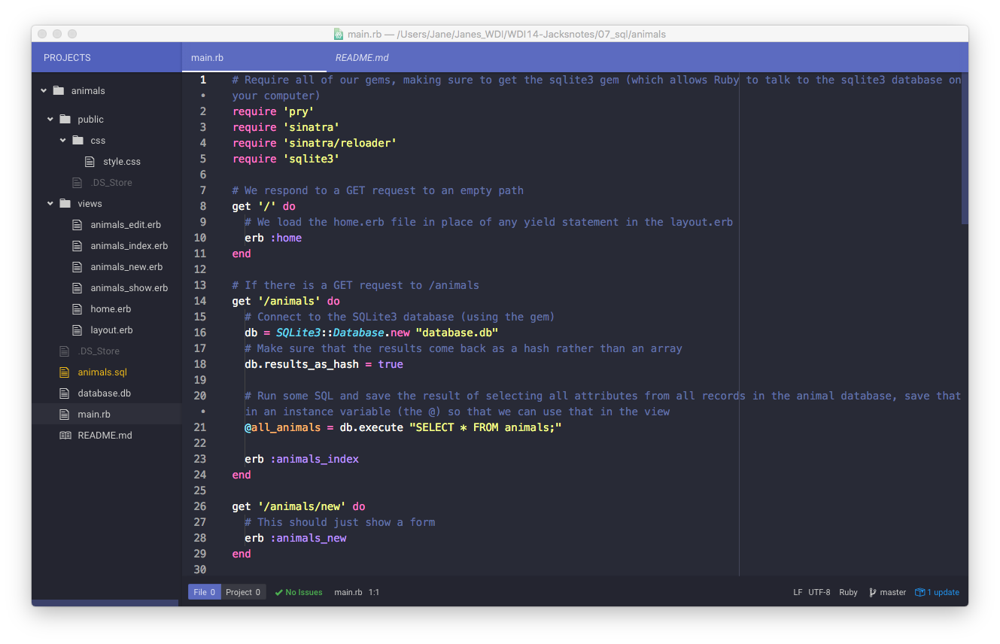 main.rb — /Users/Jane/Janes_WDI/WDI14-Jacksnotes/07_sql/animals
PROJECTS
main.rb
README.md
animals
public
css
style.css
.DS_Store
views
animals_edit.erb
animals_index.erb
animals_new.erb
animals_show.erb
home.erb
layout.erb
.DS_Store
animals.sql
database.db
main.rb
README.md
1 # Require all of our gems, making sure to get the sqlite3 gem (which allows Ruby to talk to the sqlite3 database on
• your computer)
2 require 'pry'
3 require 'sinatra'
4 require 'sinatra/reloader'
5 require 'sqlite3'
6
7 # We respond to a GET request to an empty path
8 get '/' do
9 # We load the home.erb file in place of any yield statement in the layout.erb
10 erb :home
11 end
12
13 # If there is a GET request to /animals
14 get '/animals' do
15 # Connect to the SQLite3 database (using the gem)
16 db = SQLite3::Database.new "database.db"
17 # Make sure that the results come back as a hash rather than an array
18 db.results_as_hash = true
19
20 # Run some SQL and save the result of selecting all attributes from all records in the animal database, save that
• in an instance variable (the @) so that we can use that in the view
21 @all_animals = db.execute "SELECT * FROM animals;"
22
23 erb :animals_index
24 end
25
26 get '/animals/new' do
27 # This should just show a form
28 erb :animals_new
29 end
30
File 0 Project 0 No Issues main.rb 1:1 LF UTF-8 Ruby master 1 update